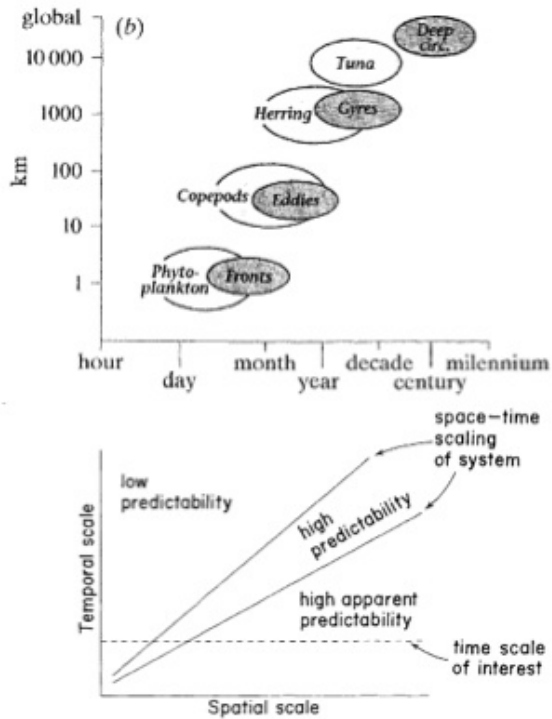 global
(b)
Deep
circ.
10 000
Tuna
1000
Herring
Gyres
km
100
Copepods
Eddies
10
Phyto-
plankton
Fronts
1
hour
day
month
year
decade
century
milennium
space-time
scaling
of system
low
predictability
high
predictability
Temporal scale
high apparent
predictability
time scale
of interest
Spatial scale